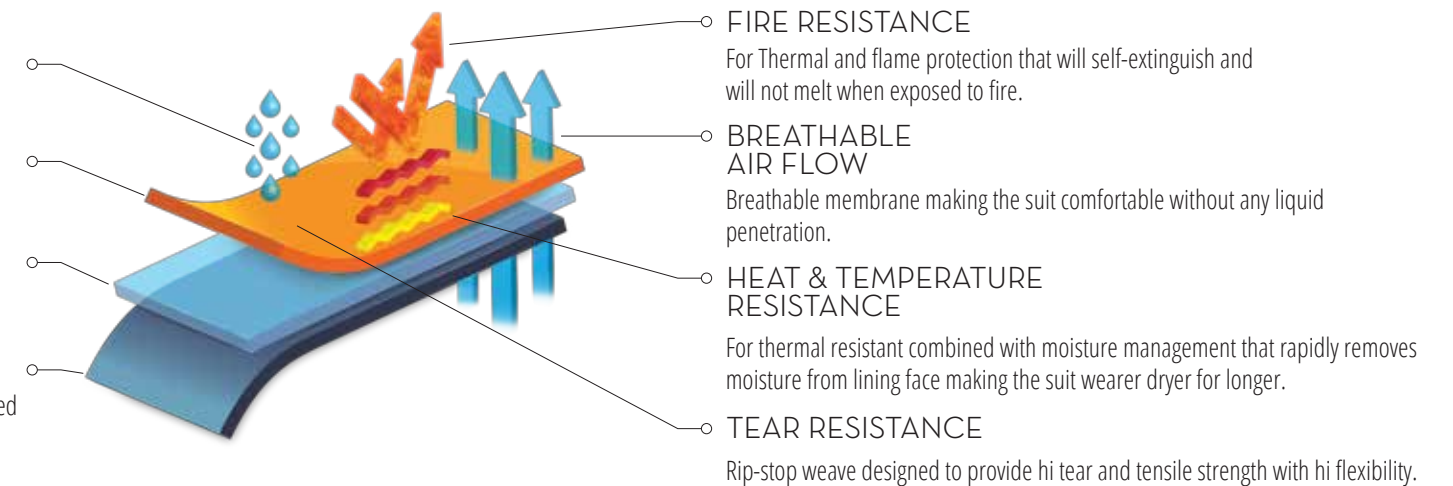 FIRE RESISTANCE
For Thermal and flame protection that will self-extinguish and
will not melt when exposed to fire.
BREATHABLE
AIR FLOW
Breathable membrane making the suit comfortable without any liquid
penetration.
HEAT & TEMPERATURE
RESISTANCE
For thermal resistant combined with moisture management that rapidly removes
moisture from lining face making the suit wearer dryer for longer.
ed
TEAR RESISTANCE
Rip-stop weave designed to provide hi tear and tensile strength with hi flexibility.